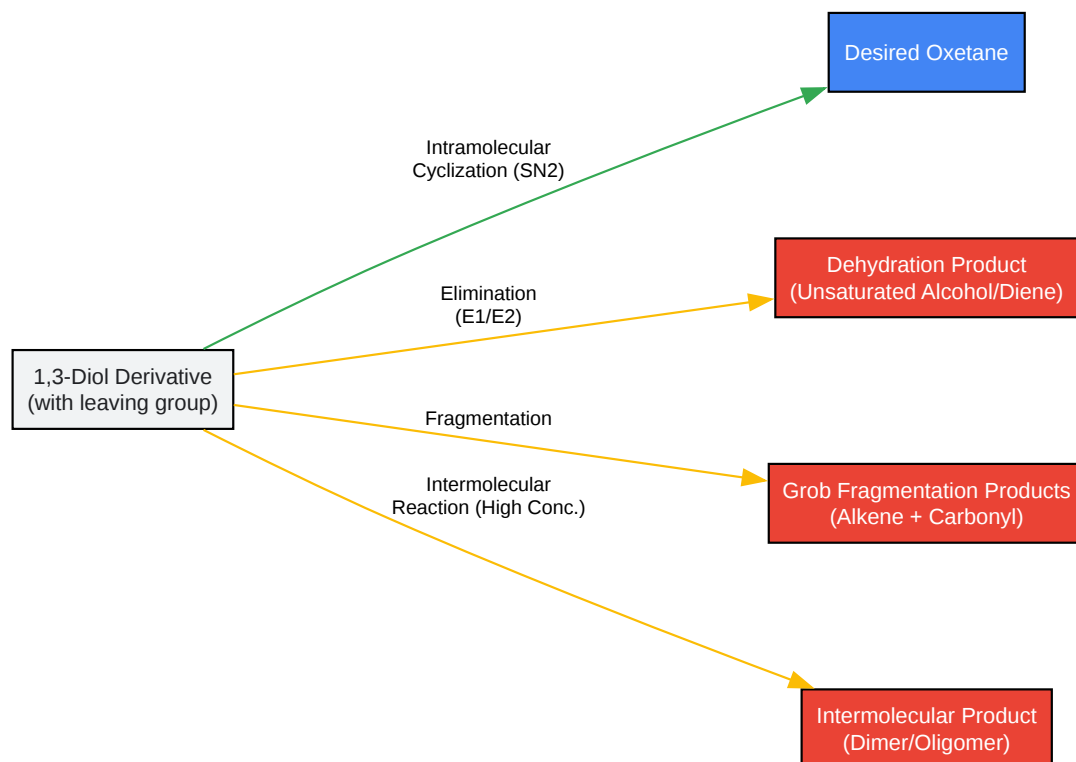 Desired Oxetane
Intramolecular
Cyclization (SN2)
Dehydration Product
(Unsaturated Alcohol/Diene)
Elimination
(E1/E2)
1,3-Diol Derivative
(with leaving group)
Fragmentation
Grob Fragmentation Products
(Alkene + Carbonyl)
Intermolecular
Reaction (High Conc.)
Intermolecular Product
(Dimer/Oligomer)